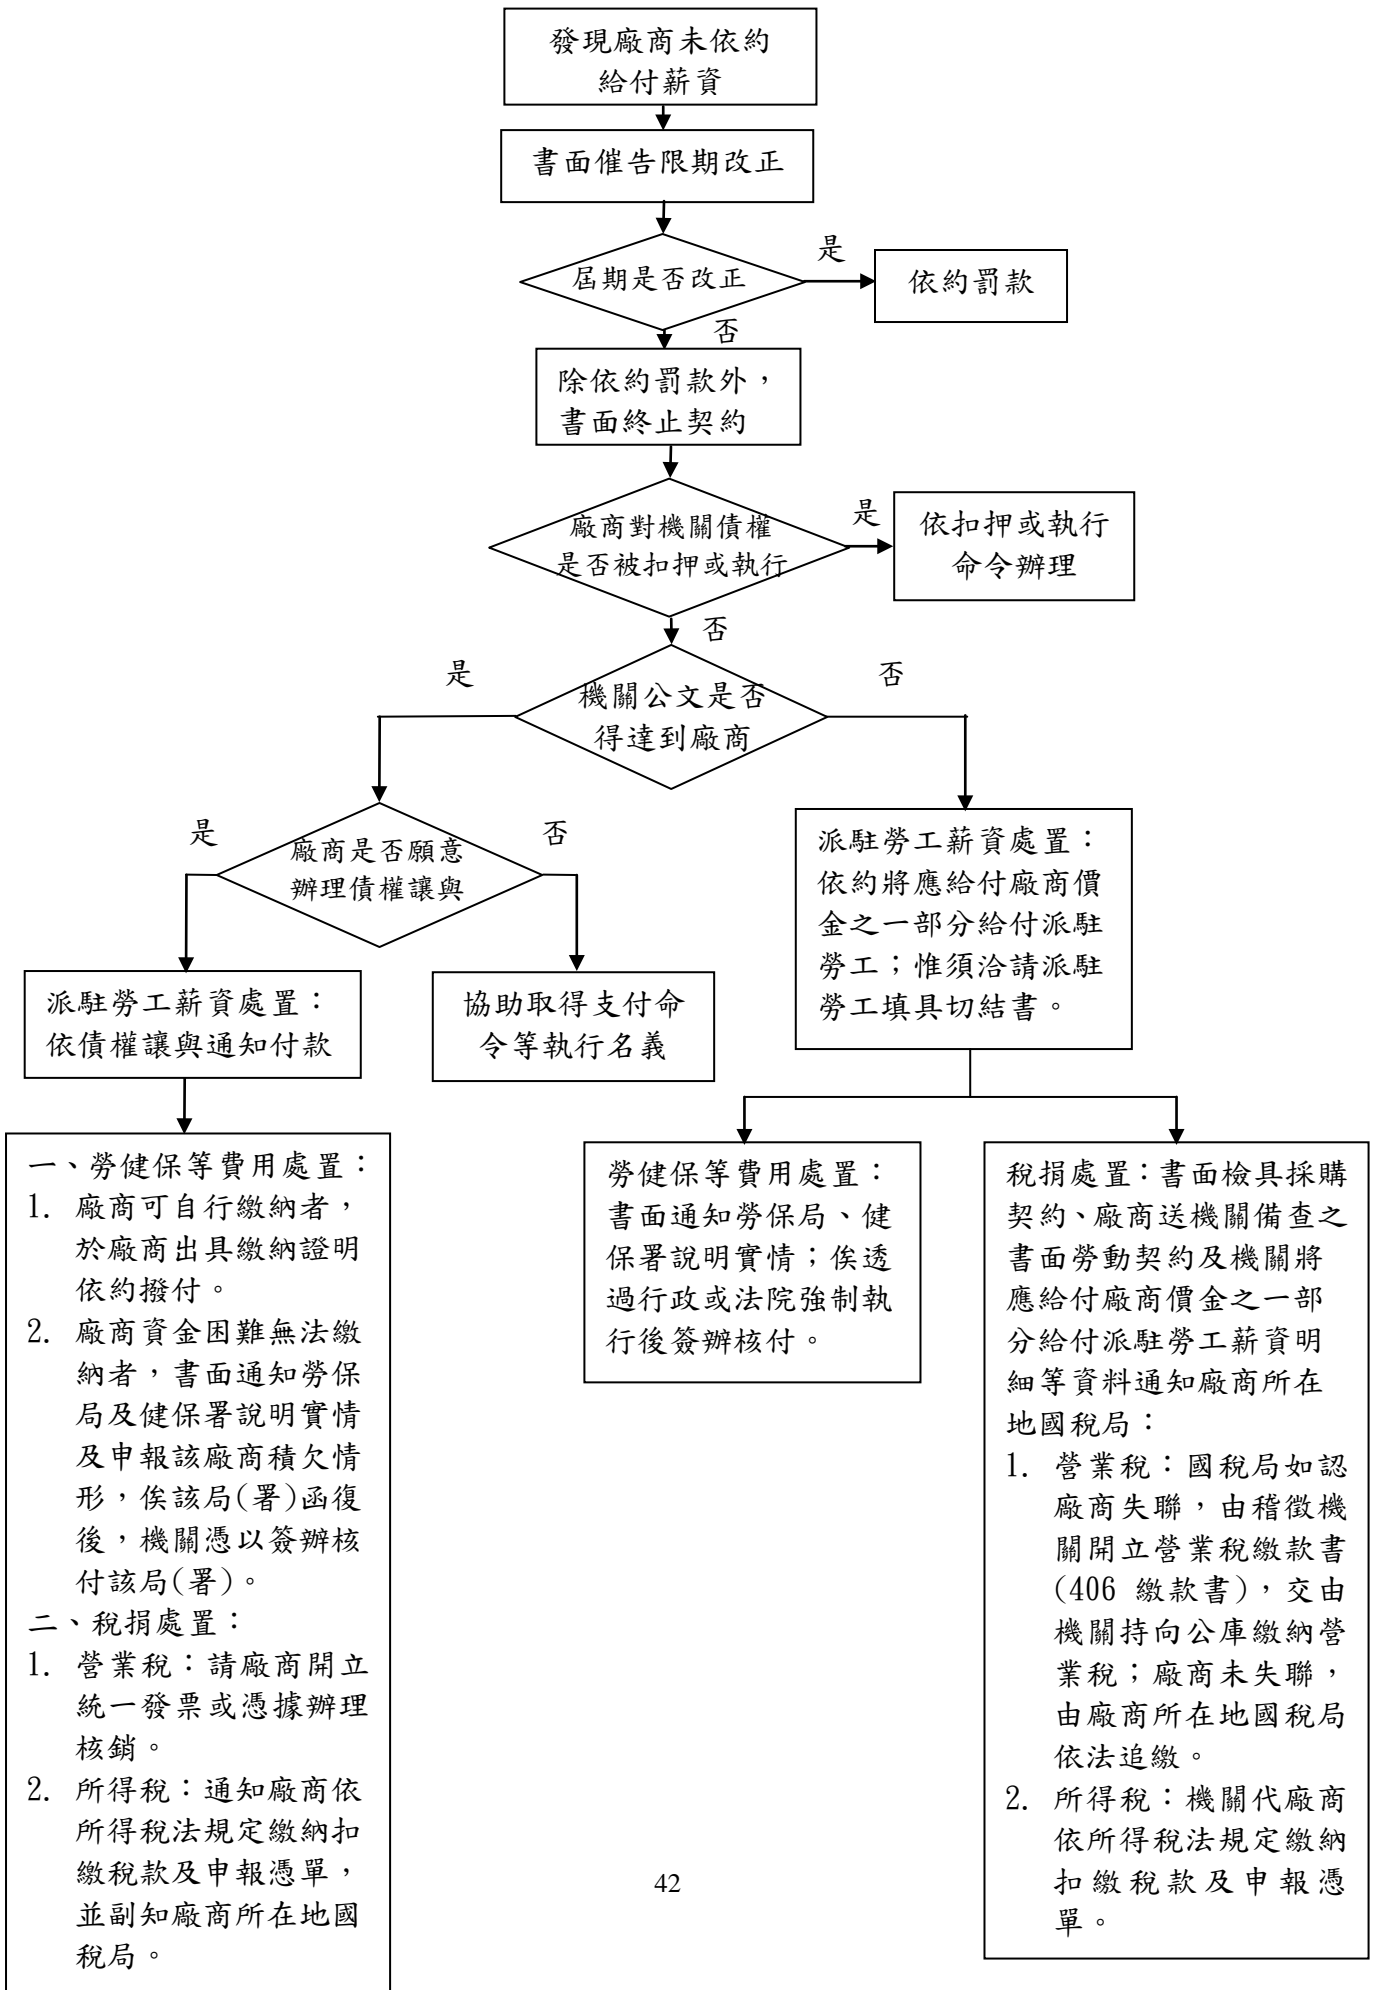 發現廠商未依約
給付薪資
書面催告限期改正
屆期是否改正
是
依約罰款
否
除依約罰款外，
書面終止契約
廠商對機關債權
是否被扣押或執行
是
依扣押或執行
命令辦理
否
機關公文是否
得達到廠商
是
否
廠商是否願意
辦理債權讓與
是
否
派駐勞工薪資處置：
依債權讓與通知付款
協助取得支付命
令等執行名義
派駐勞工薪資處置：
依約將應給付廠商價
金之一部分給付派駐
勞工；惟須洽請派駐
勞工填具切結書。
一、勞健保等費用處置：
1. 廠商可自行繳納者，
於廠商出具繳納證明
依約撥付。
2. 廠商資金困難無法繳
納者，書面通知勞保
局及健保署說明實情
及申報該廠商積欠情
形，俟該局(署)函復
後，機關憑以簽辦核
付該局(署)。
二、稅捐處置：
1. 營業稅：請廠商開立
統一發票或憑據辦理
核銷。
2. 所得稅：通知廠商依
所得稅法規定繳納扣
繳稅款及申報憑單，
並副知廠商所在地國
稅局。
勞健保等費用處置：
書面通知勞保局、健
保署說明實情；俟透
過行政或法院強制執
行後簽辦核付。
稅捐處置：書面檢具採購
契約、廠商送機關備查之
書面勞動契約及機關將
應給付廠商價金之一部
分給付派駐勞工薪資明
細等資料通知廠商所在
地國稅局：
1. 營業稅：國稅局如認
廠商失聯，由稽徵機
關開立營業稅繳款書
(406 繳款書)，交由
機關持向公庫繳納營
業稅；廠商未失聯，
由廠商所在地國稅局
依法追繳。
2. 所得稅：機關代廠商
依所得稅法規定繳納
扣繳稅款及申報憑
單。
42